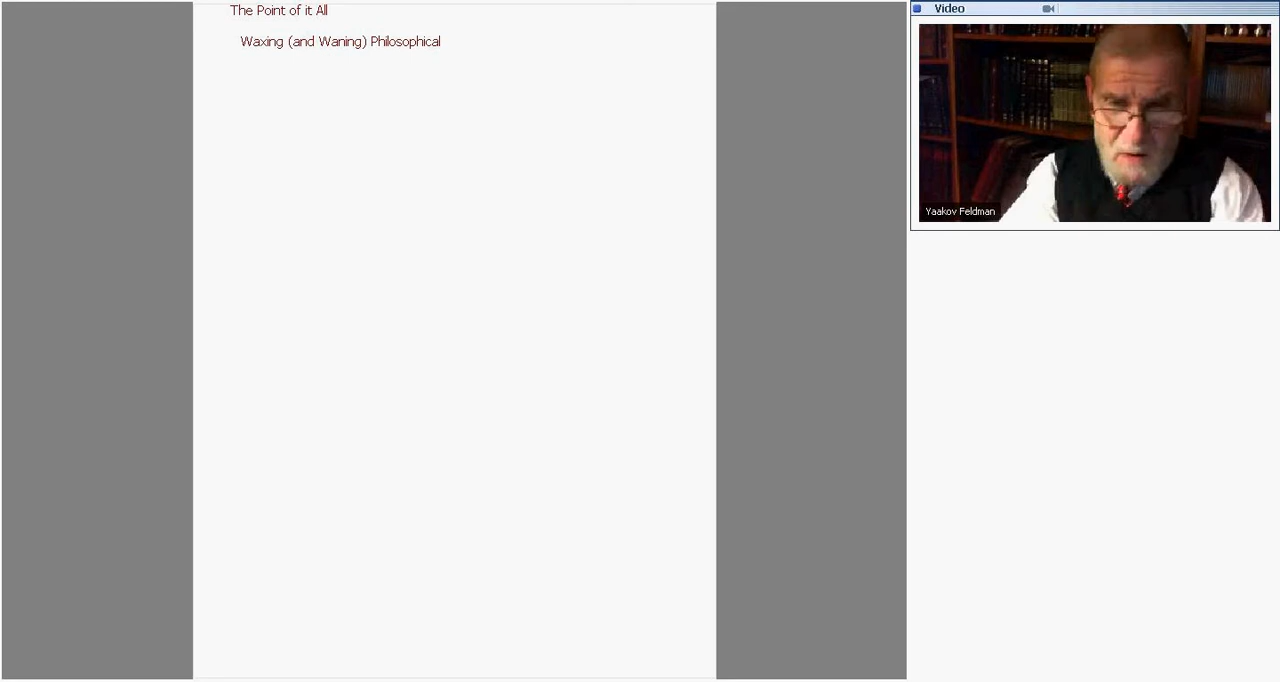 The Point of it All
Waxing (and Waning) Philosophical
Video
Yaakov Feldman